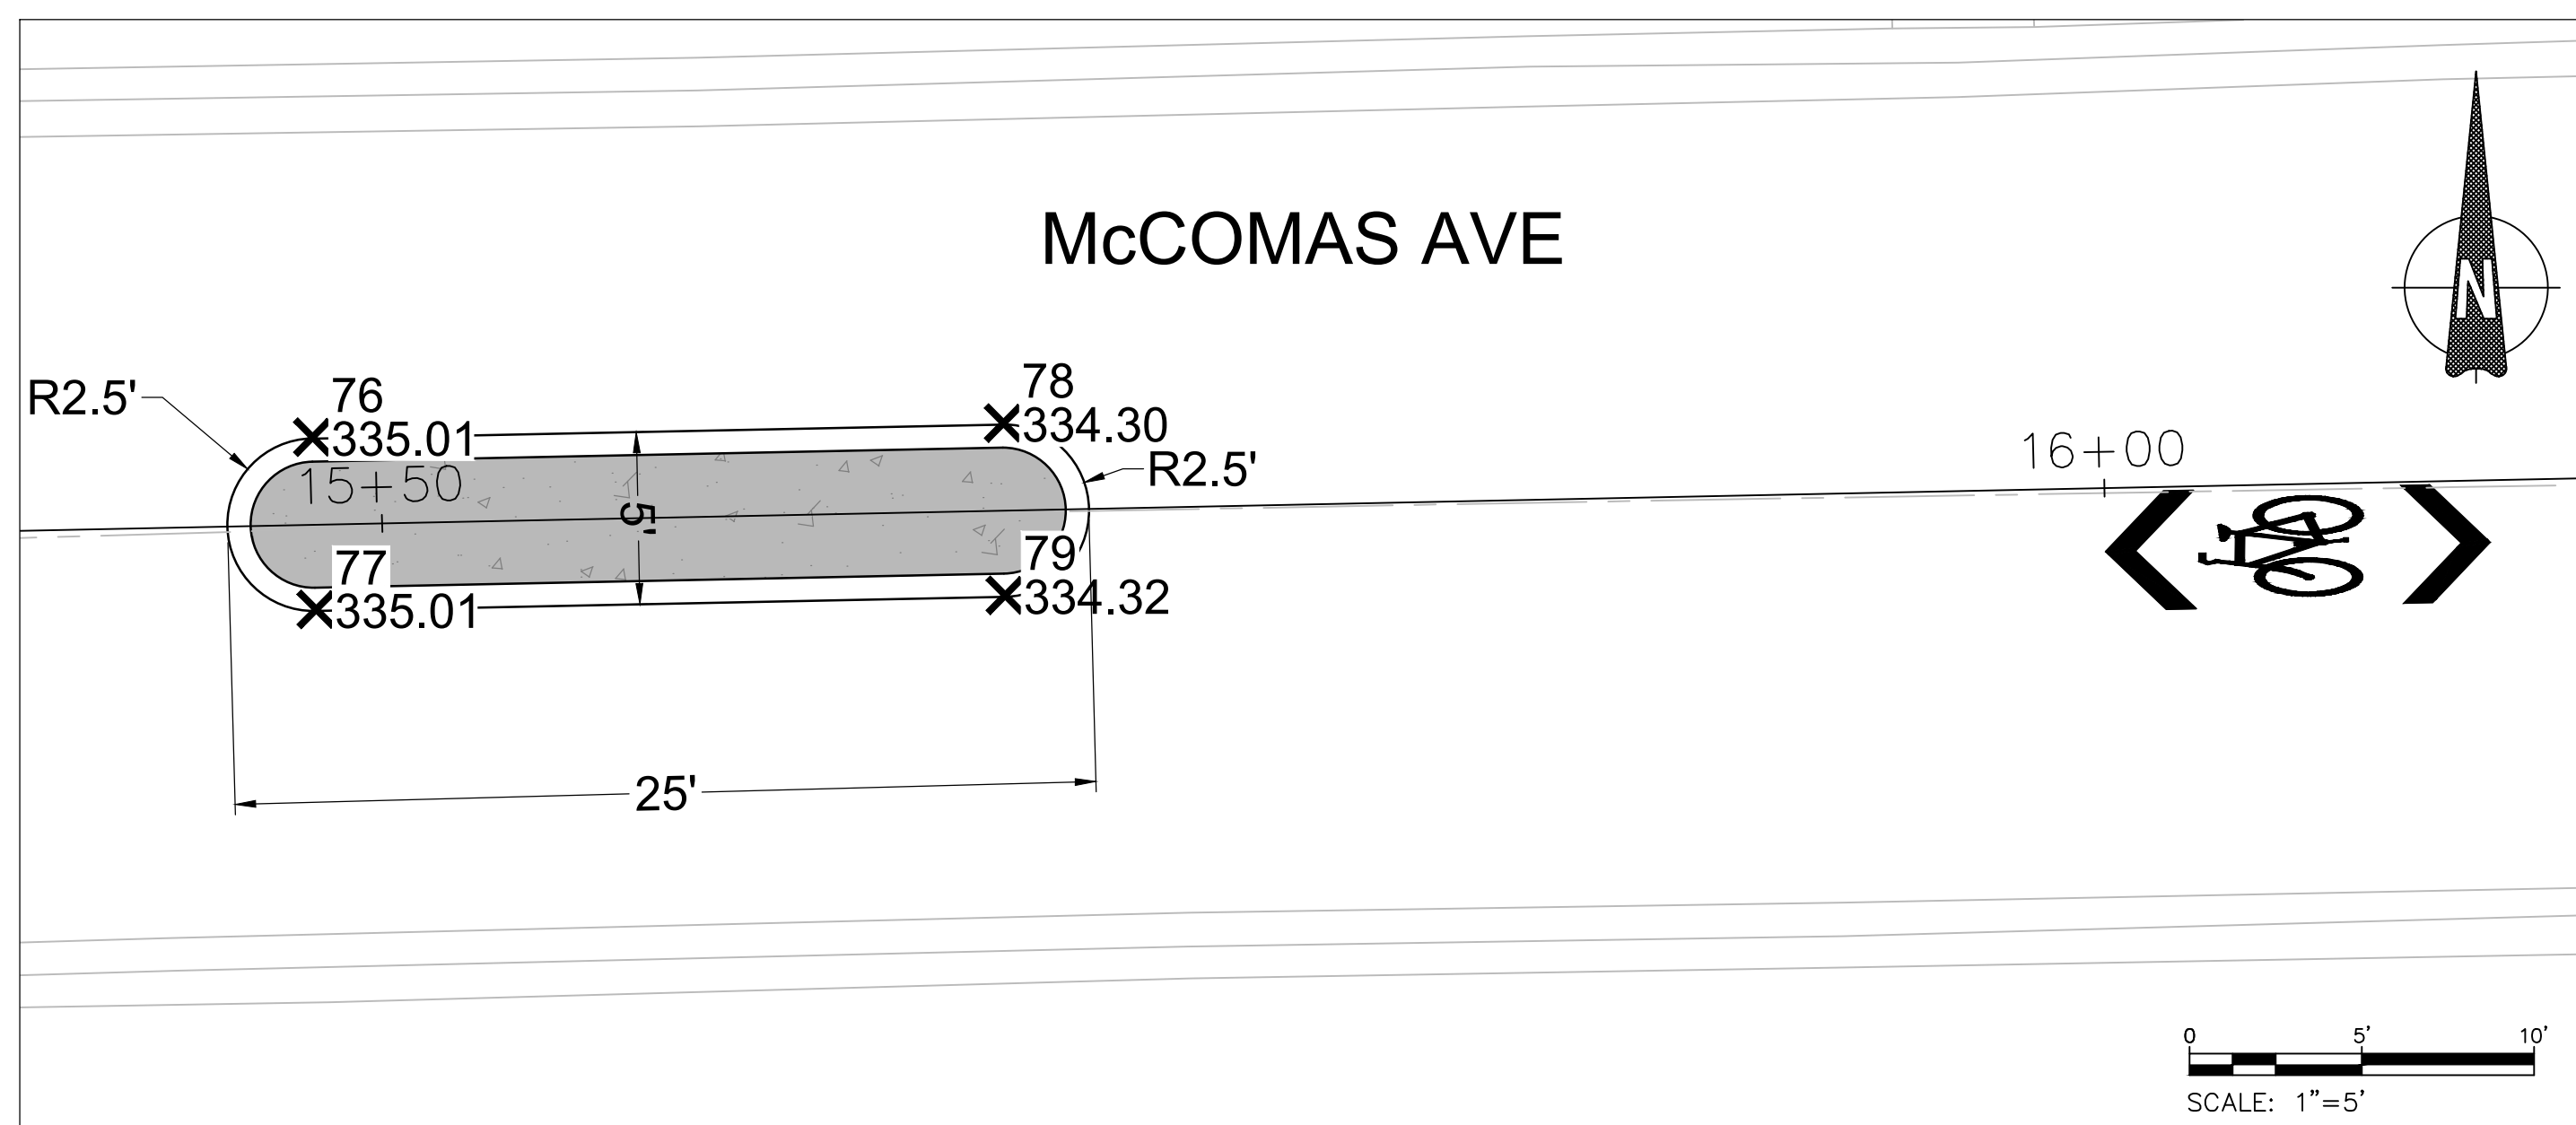 McCOMAS AVE
N
R2.5'
76
335.01
78
334.30
R2.5'
15+50
16+00
5'
77
335.01
79
334.32
25'
0 5' 10'
SCALE: 1"=5'